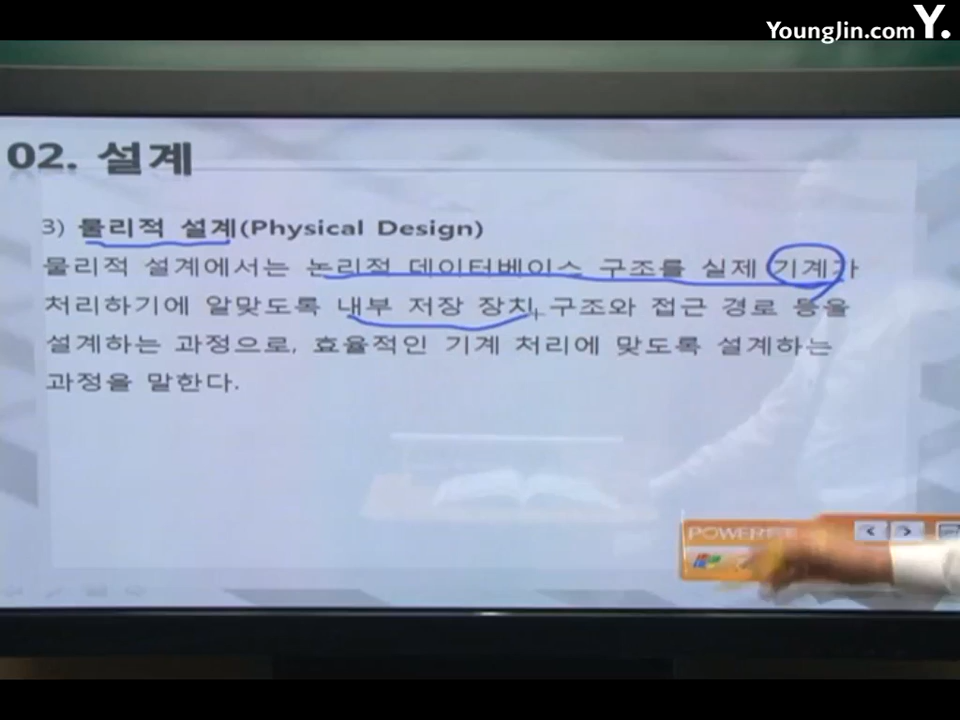 YoungJin.com Y.
02. 설계
3) 물리적 설계(Physical Design)
물리적 설계에서는 논리적 데이터베이스 구조를 실제 기계가
처리하기에 알맞도록 내부 저장 장치 구조와 접근 경로 등을
설계하는 과정으로, 효율적인 기계 처리에 맞도록 설계하는
과정을 말한다.